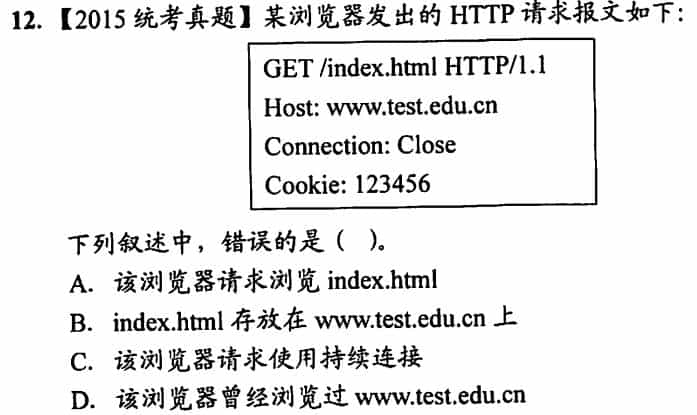 12. 【2015 统考真题】某浏览器发出的 HTTP 请求报文如下：
GET /index.html HTTP/1.1
Host: www.test.edu.cn
Connection: Close
Cookie: 123456
下列叙述中，错误的是（ ）。
A. 该浏览器请求浏览 index.html
B. index.html 存放在 www.test.edu.cn 上
C. 该浏览器请求使用持续连接
D. 该浏览器曾经浏览过 www.test.edu.cn